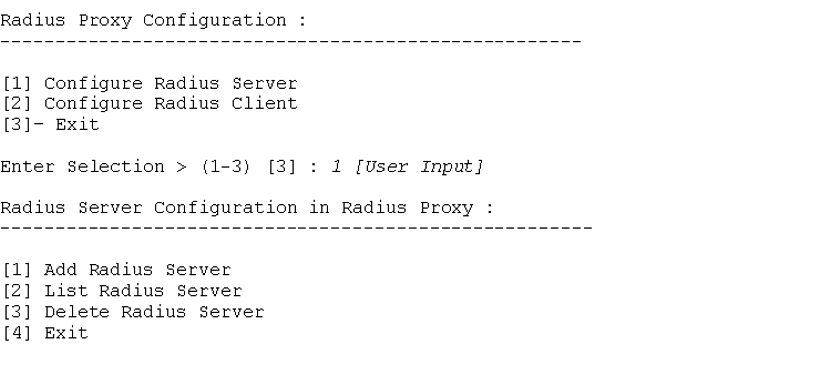 Radius Proxy Configuration :
-----------------------------------------------------
[1] Configure Radius Server
[2] Configure Radius Client
[3]- Exit
Enter Selection > (1-3) [3] : 1 [User Input]
Radius Server Configuration in Radius Proxy :
------------------------------------------------------
[1] Add Radius Server
[2] List Radius Server
[3] Delete Radius Server
[4] Exit